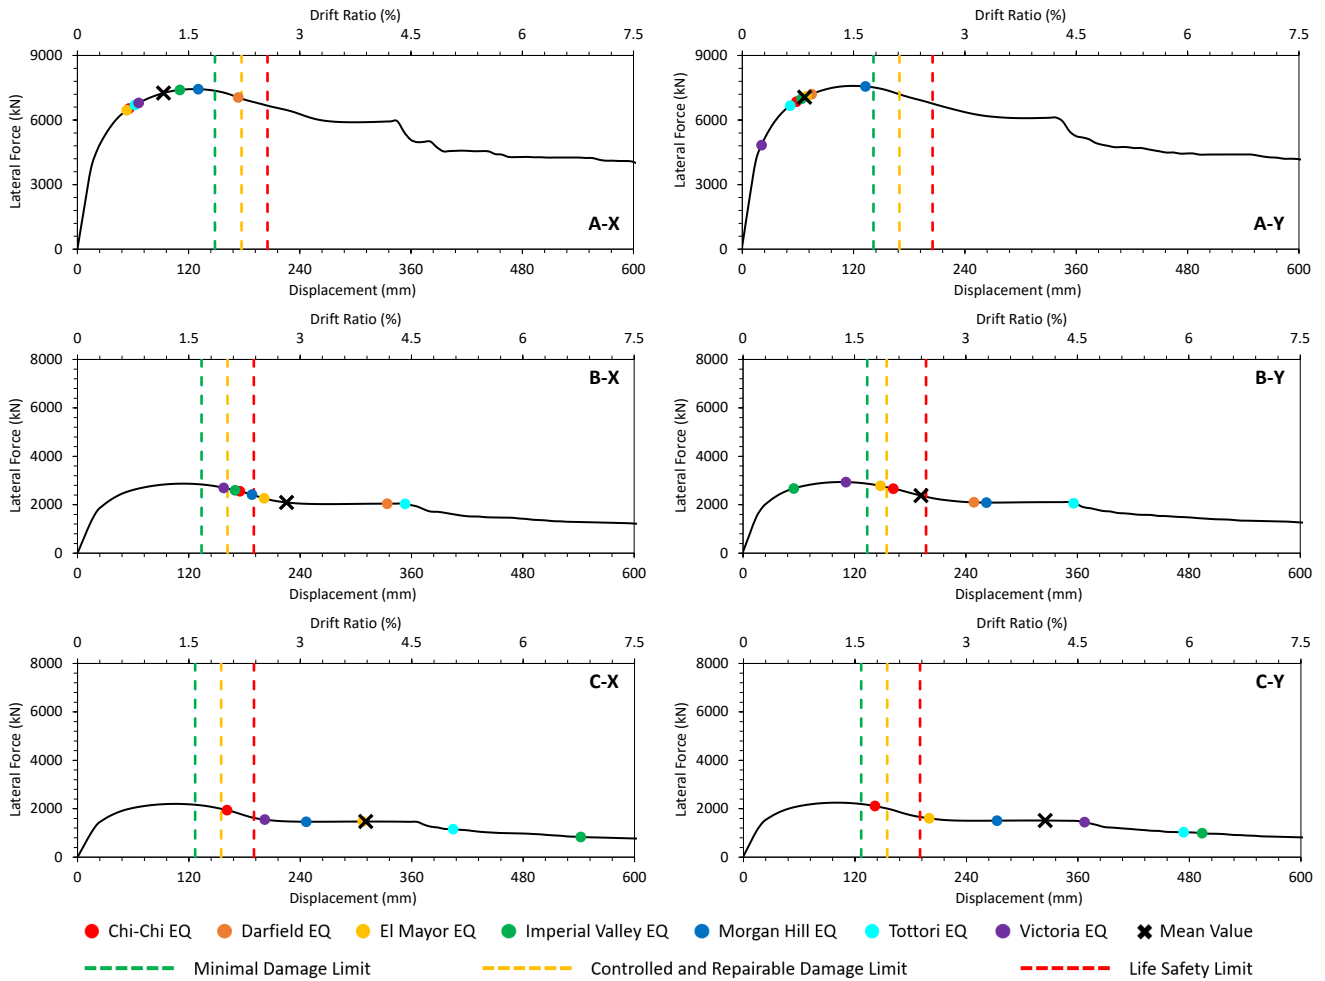 Drift Ratio (%)
0 1.5 3 4.5 6 7.5
9000
6000
3000
0
Lateral Force (kN)
A-X
0 120 240 360 480 600
Displacement (mm)
Drift Ratio (%)
0 1.5 3 4.5 6 7.5
9000
6000
3000
0
Lateral Force (kN)
A-Y
0 120 240 360 480 600
Displacement (mm)
Drift Ratio (%)
0 1.5 3 4.5 6 7.5
8000
6000
4000
2000
0
Lateral Force (kN)
B-X
0 120 240 360 480 600
Displacement (mm)
Drift Ratio (%)
0 1.5 3 4.5 6 7.5
8000
6000
4000
2000
0
Lateral Force (kN)
B-Y
0 120 240 360 480 600
Displacement (mm)
Drift Ratio (%)
0 1.5 3 4.5 6 7.5
8000
6000
4000
2000
0
Lateral Force (kN)
C-X
0 120 240 360 480 600
Displacement (mm)
Drift Ratio (%)
0 1.5 3 4.5 6 7.5
8000
6000
4000
2000
0
Lateral Force (kN)
C-Y
0 120 240 360 480 600
Displacement (mm)
Chi-Chi EQ Darfield EQ El Mayor EQ Imperial Valley EQ Morgan Hill EQ Tottori EQ Victoria EQ Mean Value
Minimal Damage Limit Controlled and Repairable Damage Limit Life Safety Limit